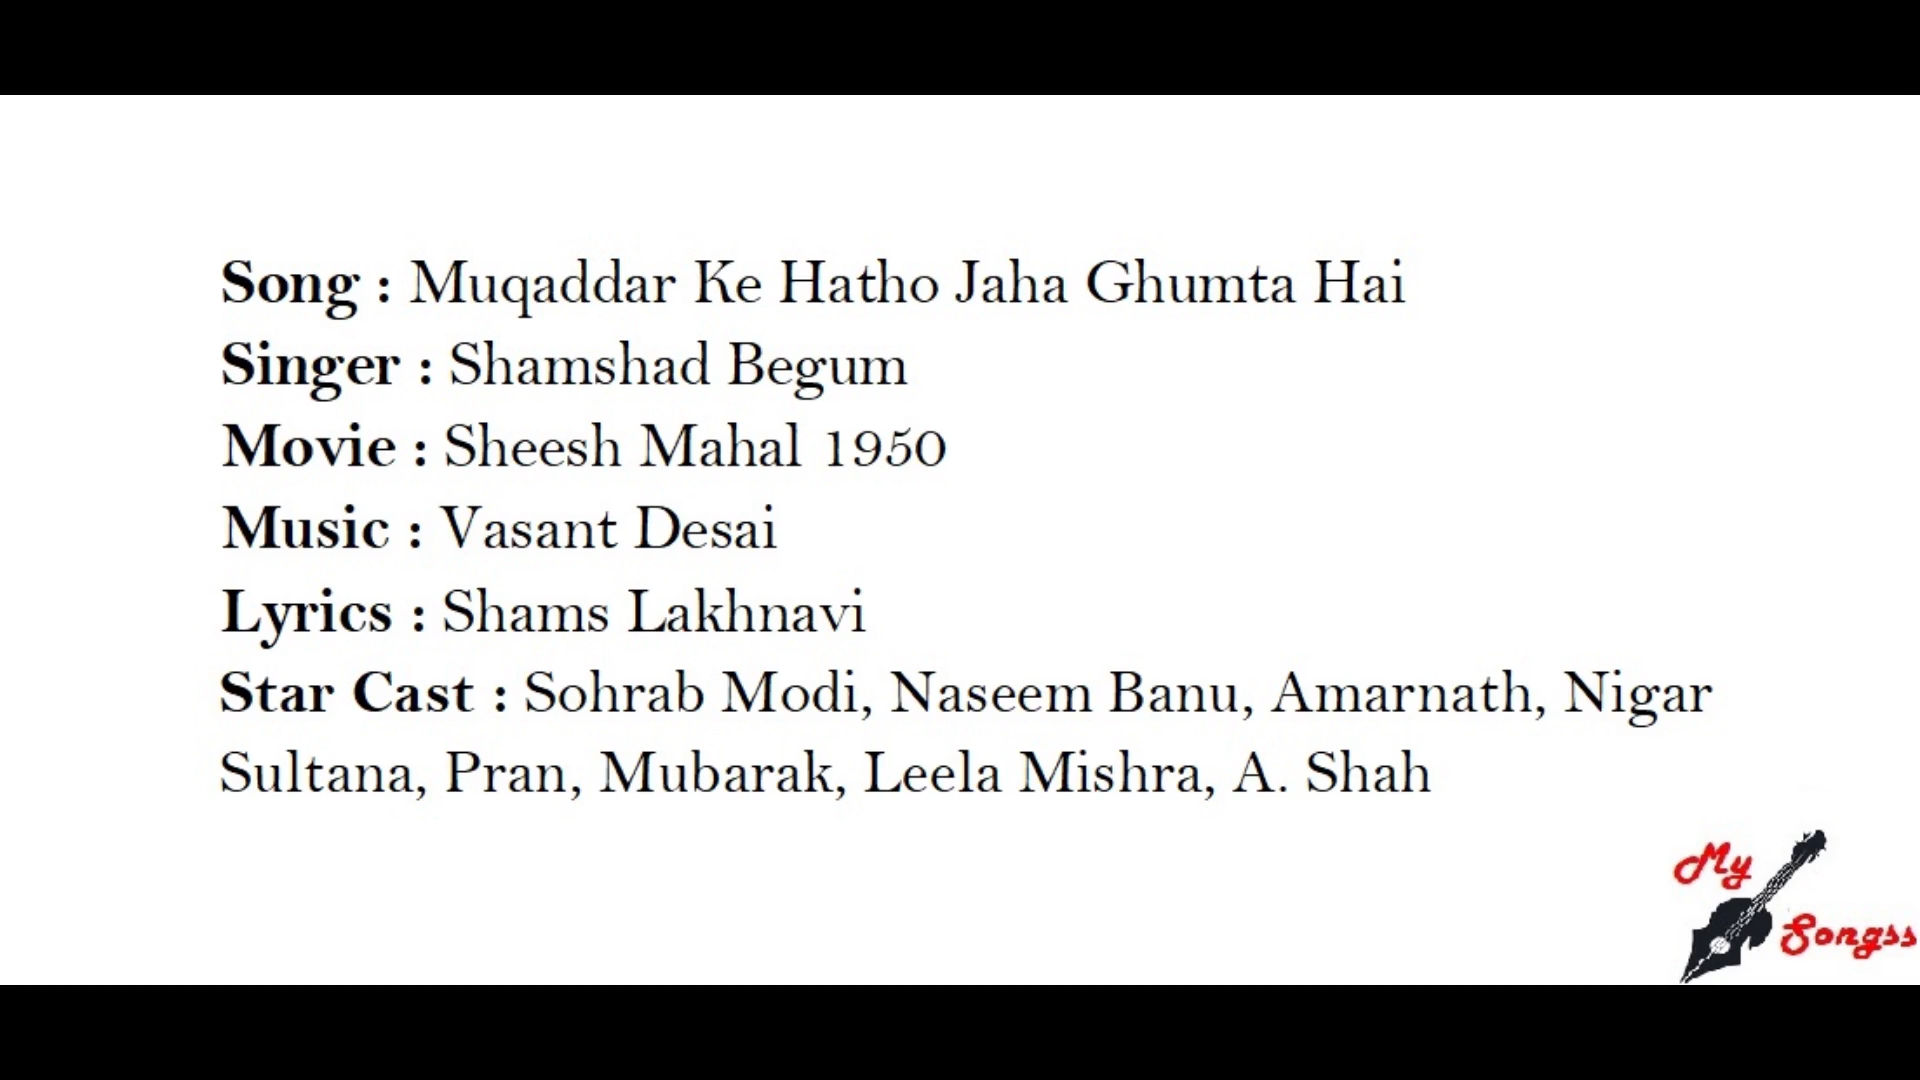 Song : Muqaddar Ke Hatho Jaha Ghumta Hai
Singer : Shamshad Begum
Movie : Sheesh Mahal 1950
Music : Vasant Desai
Lyrics : Shams Lakhnavi
Star Cast : Sohrab Modi, Naseem Banu, Amarnath, Nigar
Sultana, Pran, Mubarak, Leela Mishra, A. Shah
My
Songss